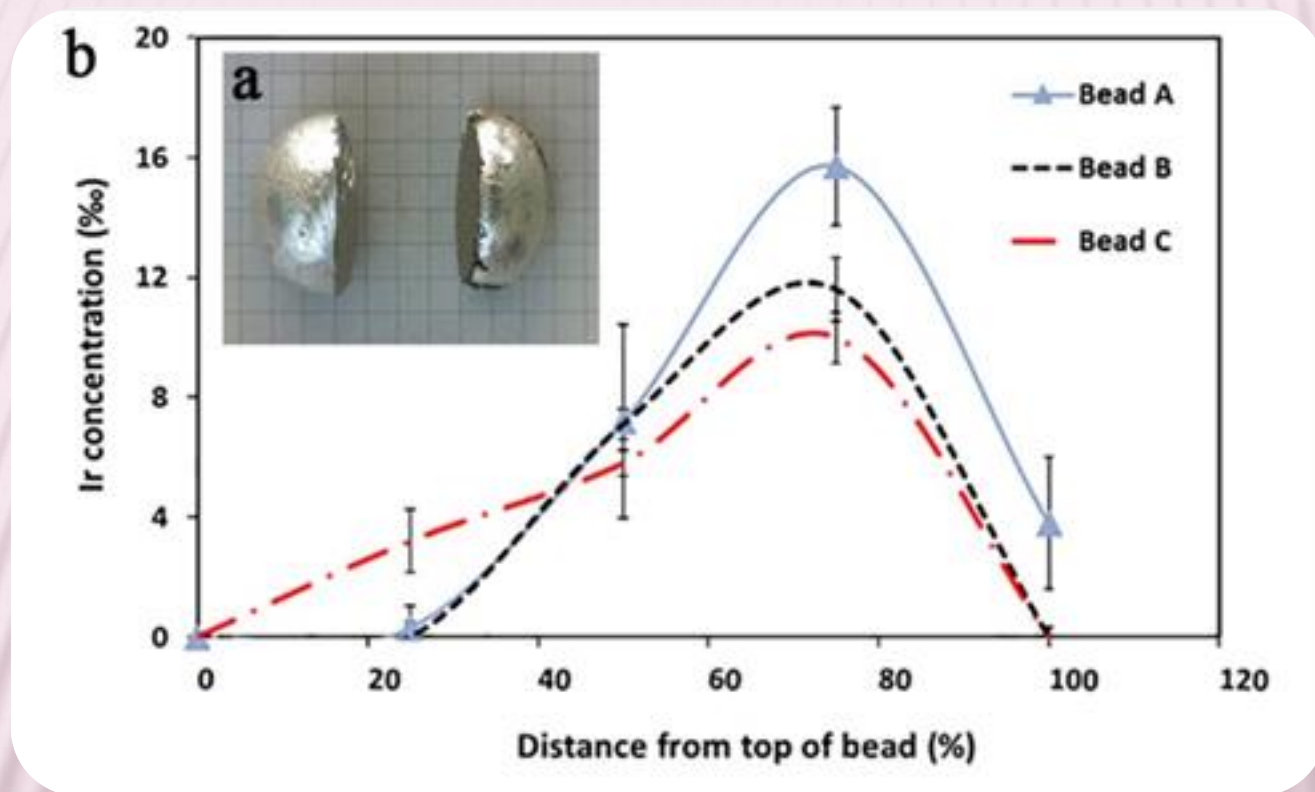 b
a
20
16
12
8
4
0
Ir concentration (‰)
Bead A
Bead B
Bead C
0 20 40 60 80 100 120
Distance from top of bead (%)